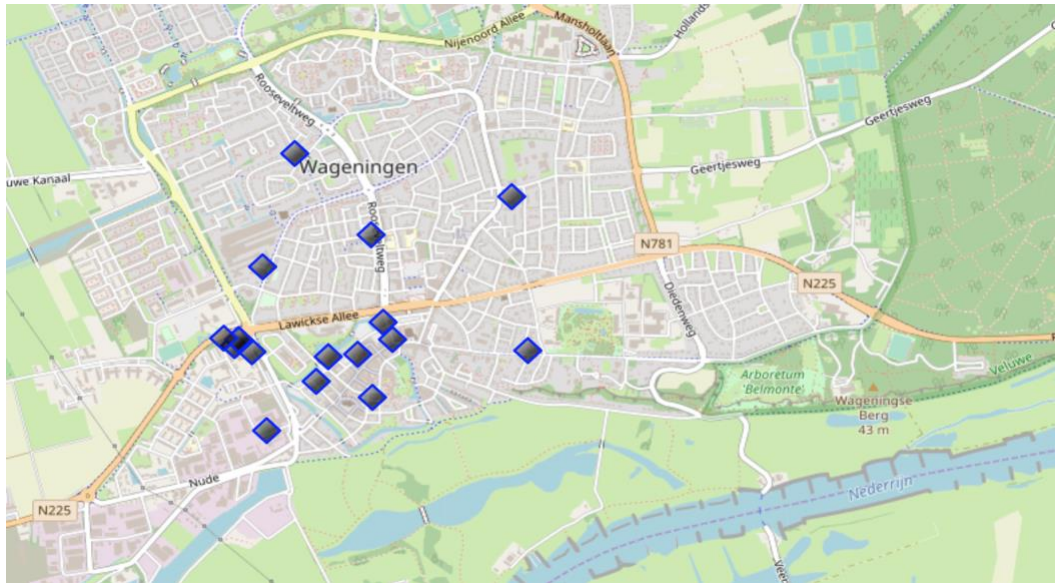 Mansholtlaan
Nijenoord Allee
Hollands
Rooseveltweg
Geertjesweg
Wageningen
Geertjesweg
uwe Kanaal
N781
N225
Diedenweg
Lawickse Allee
Veluwe
Arboretum
'Belmonte'
Wageningse
Berg
43 m
Nude
Nederrijn
N225